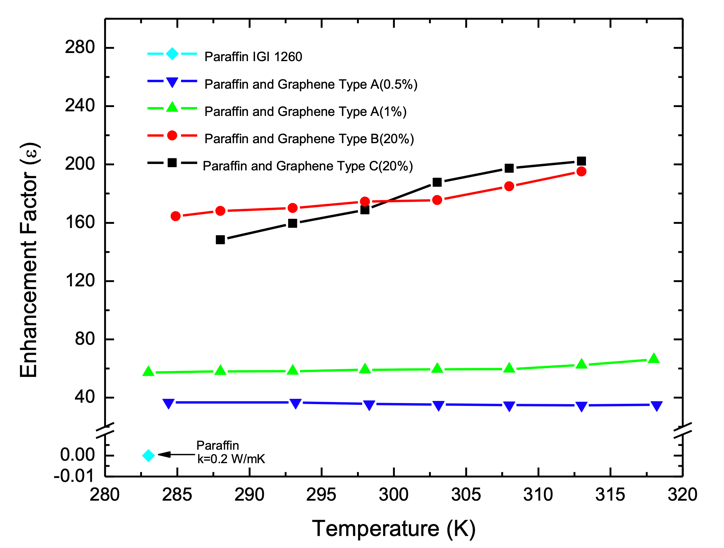 280
240
200
160
120
80
40
0.00
-0.01
Enhancement Factor (ε)
Paraffin IGI 1260
Paraffin and Graphene Type A(0.5%)
Paraffin and Graphene Type A(1%)
Paraffin and Graphene Type B(20%)
Paraffin and Graphene Type C(20%)
Paraffin
k=0.2 W/mK
280 285 290 295 300 305 310 315 320
Temperature (K)